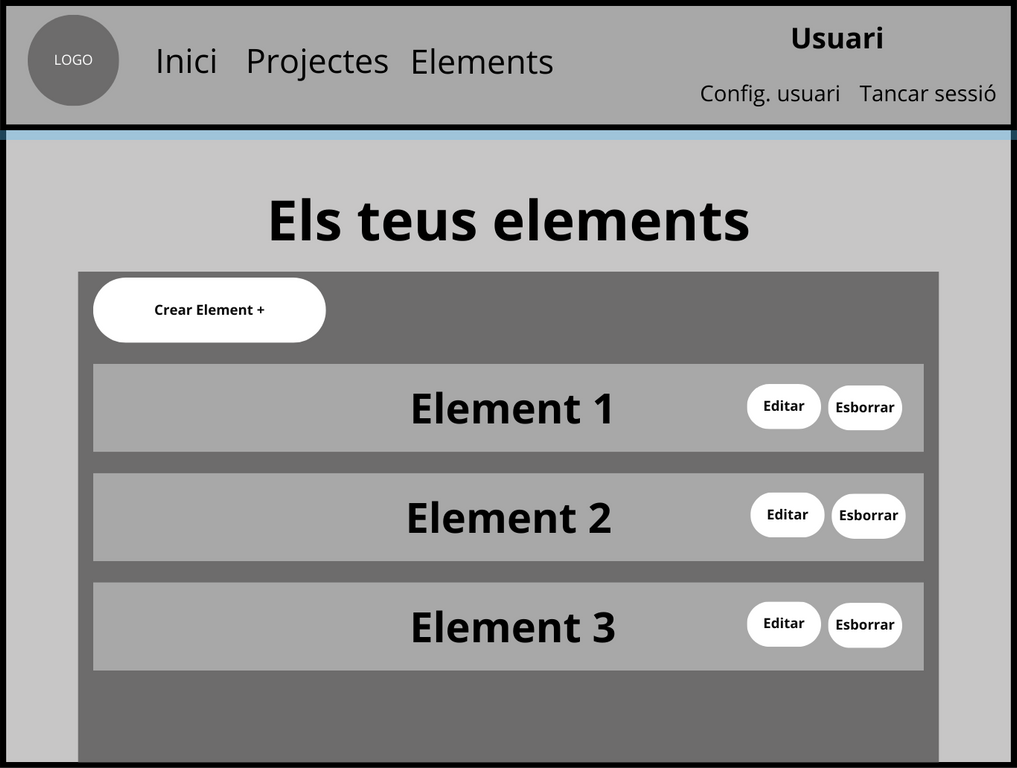 LOGO
Inici Projectes Elements
Usuari
Config. usuari Tancar sessió
Els teus elements
Crear Element +
Element 1 Editar Esborrar
Element 2 Editar Esborrar
Element 3 Editar Esborrar